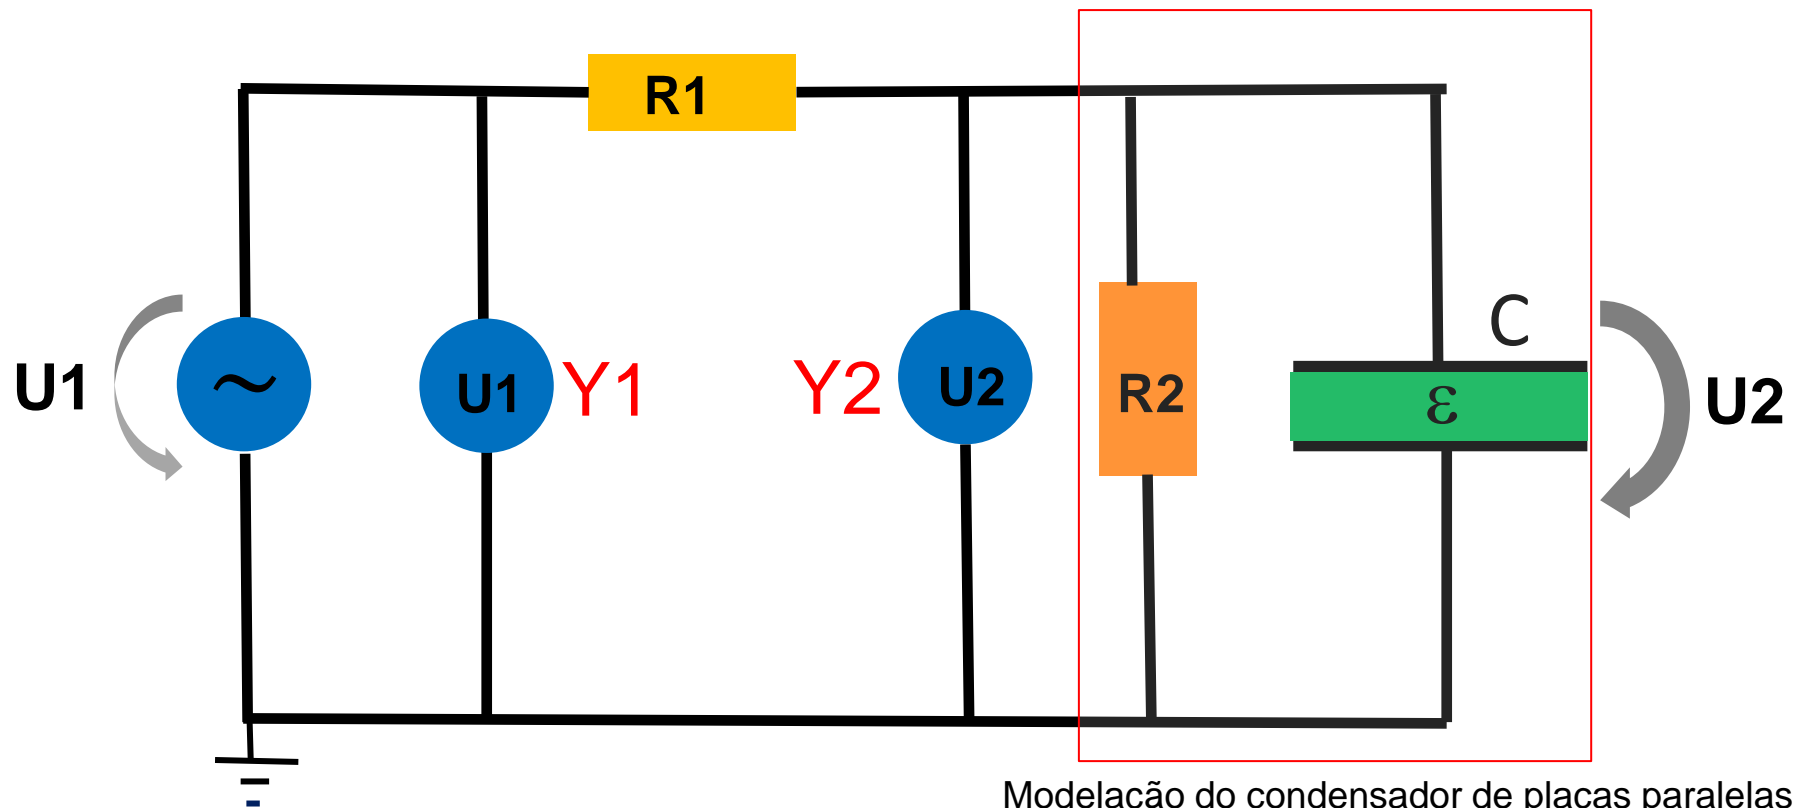 R1
C
U1
~
U1
Y1
Y2
U2
R2
ε
U2
Modelação do condensador de placas paralelas